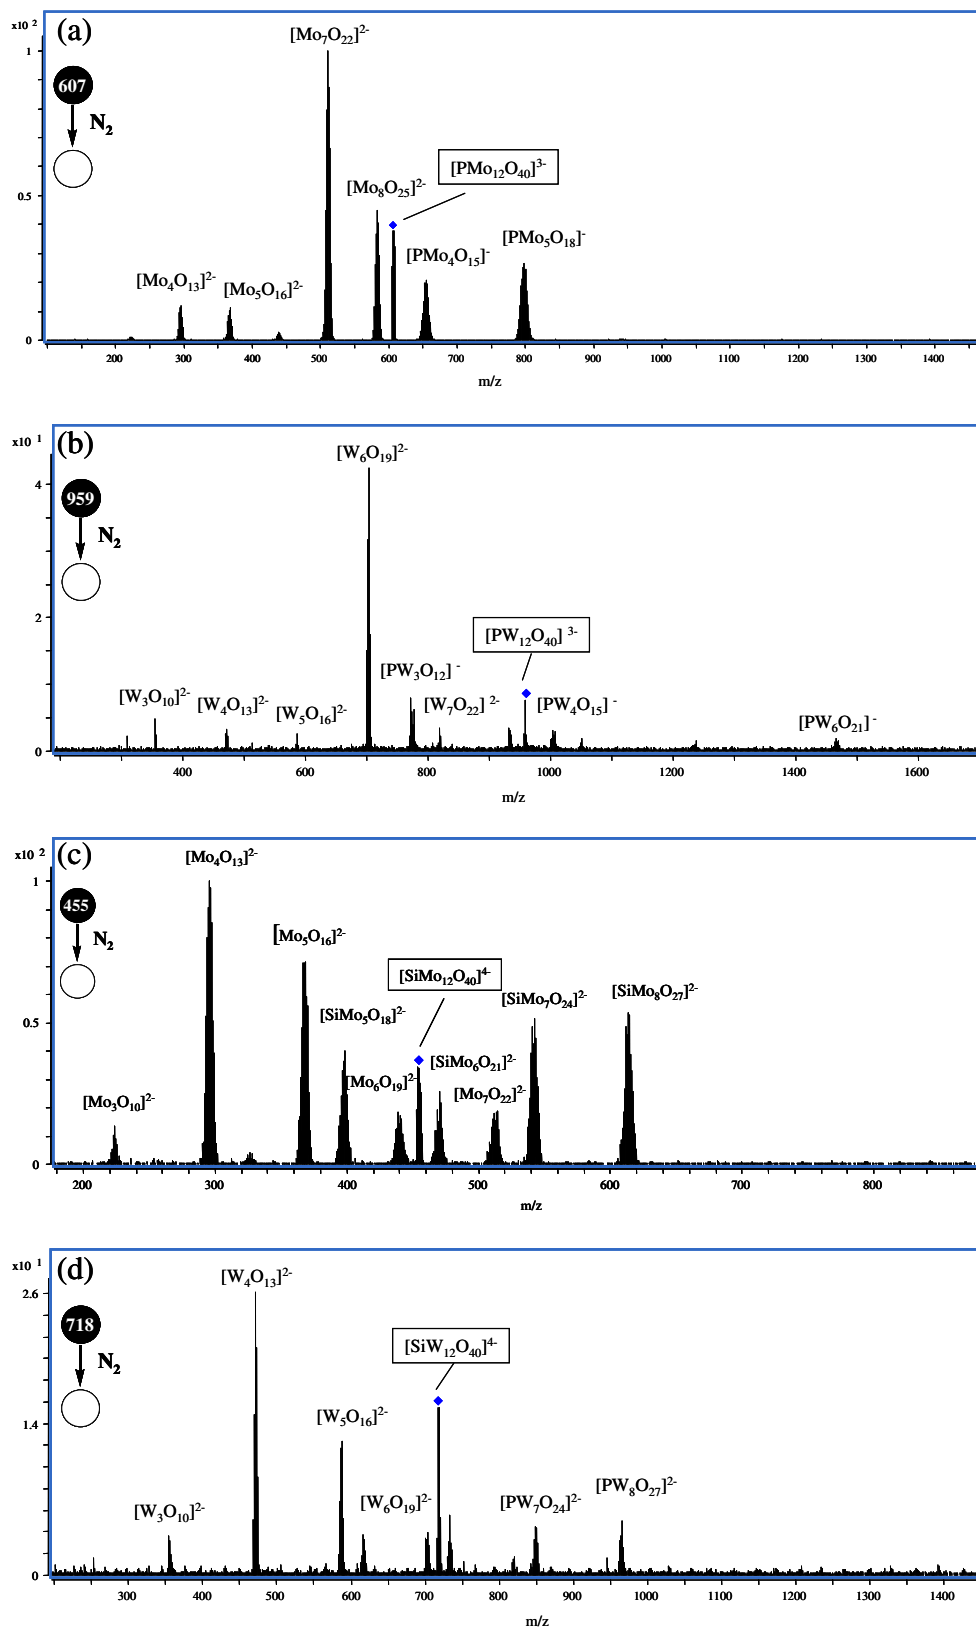 (a)
x10 2
[Mo7O22]2-
1
607
N2
[PMo12O40]3-
[Mo8O25]2-
0.5
[PMo5O18]-
[PMo4O15]-
[Mo4O13]2-
[Mo5O16]2-
0
200 300 400 500 600 700 800 900 1000 1100 1200 1300 1400
m/z
(b)
x10 1
[W6O19]2-
4
959
N2
2
[PW12O40] 3-
[PW3O12] -
[W3O10]2-
[W4O13]2-
[W5O16]2-
[W7O22] 2-
[PW4O15] -
[PW6O21] -
0
400 600 800 1000 1200 1400 1600
m/z
(c)
x10 2
[Mo4O13]2-
1
455
N2
[Mo5O16]2-
[SiMo12O40]4-
[SiMo7O24]2-
[SiMo8O27]2-
0.5
[SiMo5O18]2-
[SiMo6O21]2-
[Mo6O19]2-
[Mo7O22]2-
[Mo3O10]2-
0
200 300 400 500 600 700 800
m/z
(d)
x10 1
[W4O13]2-
2.6
718
N2
[SiW12O40]4-
1.4
[W5O16]2-
[PW8O27]2-
[W3O10]2-
[W6O19]2-
[PW7O24]2-
0
300 400 500 600 700 800 900 1000 1100 1200 1300 1400
m/z